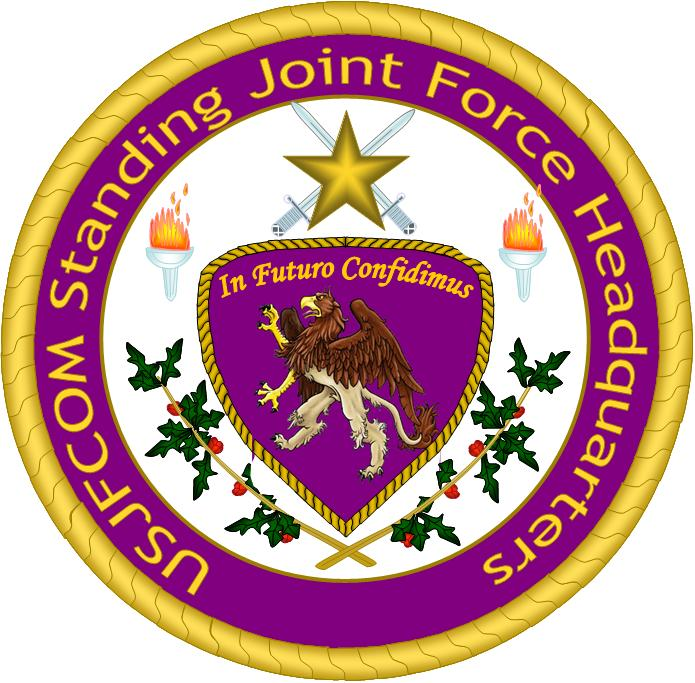 USJFCOM Standing Joint Force Headquarters
In Futuro Confidimus